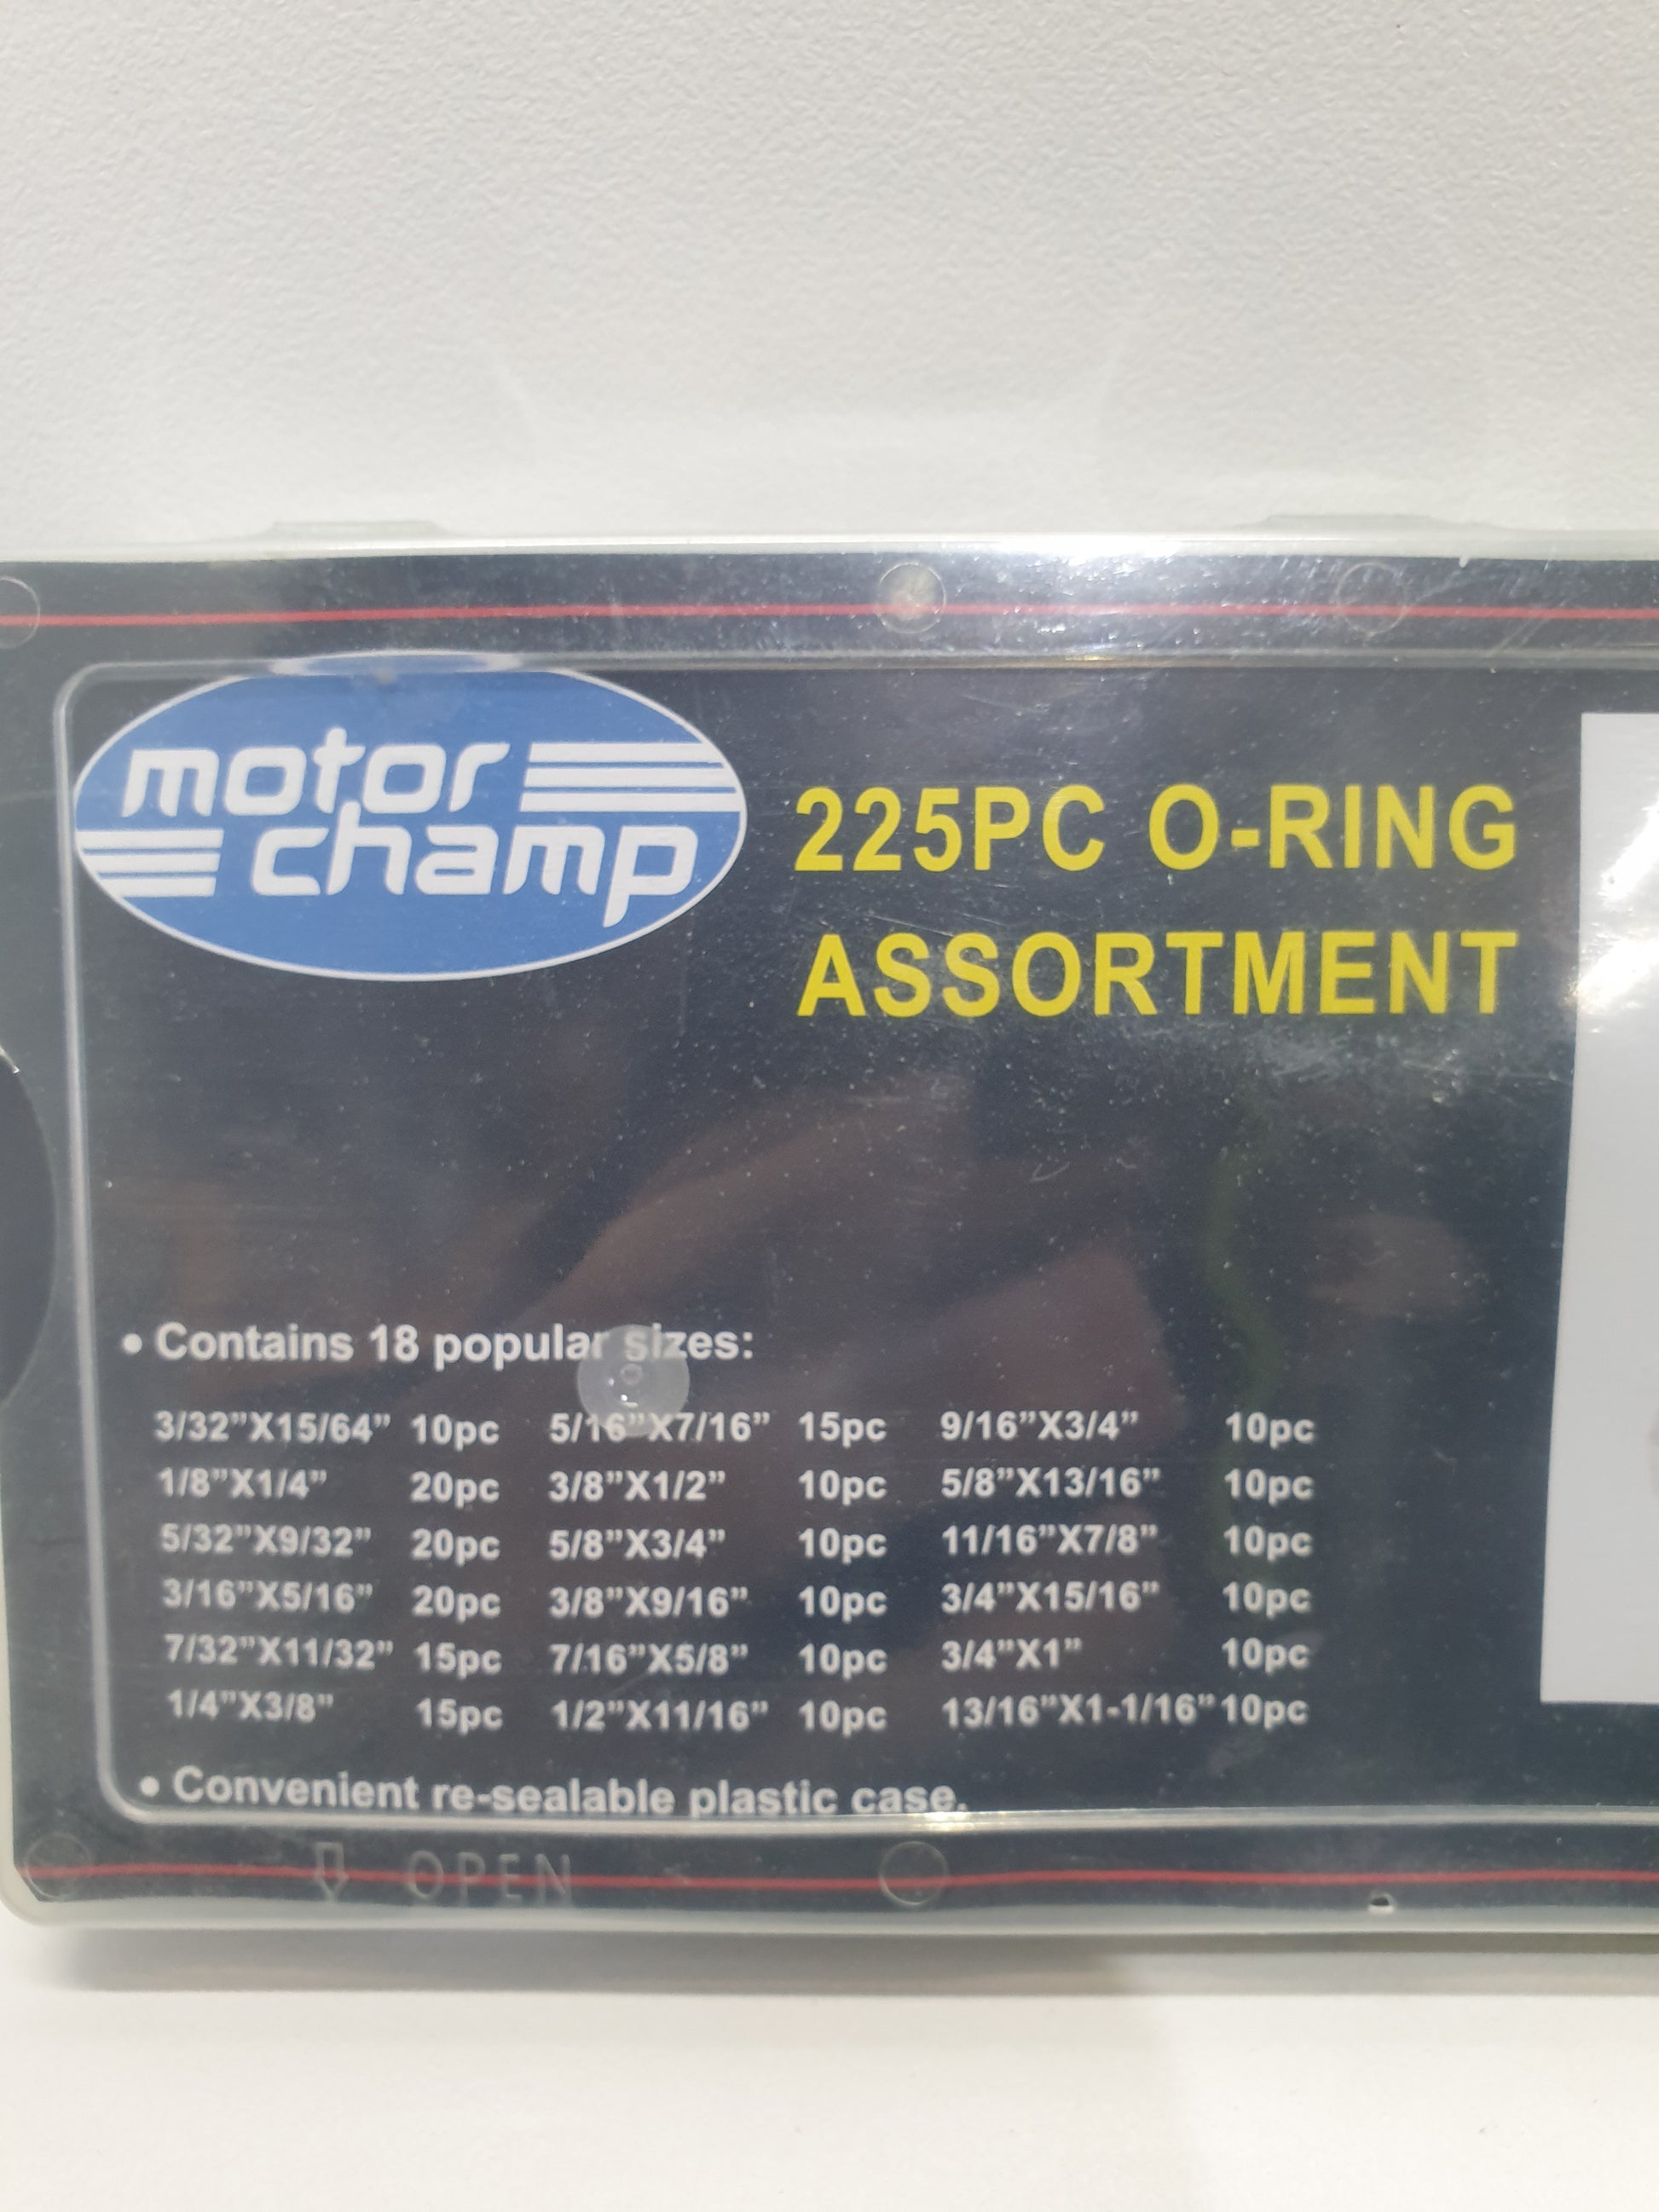 motor
champ
225PC O-RING
ASSORTMENT
• Contains 18 popular sizes:
3/32”X15/64” 10pc 5/16”X7/16” 15pc 9/16”X3/4” 10pc
1/8”X1/4” 20pc 3/8”X1/2” 10pc 5/8”X13/16” 10pc
5/32”X9/32” 20pc 5/8”X3/4” 10pc 11/16”X7/8” 10pc
3/16”X5/16” 20pc 3/8”X9/16” 10pc 3/4”X15/16” 10pc
7/32”X11/32” 15pc 7/16”X5/8” 10pc 3/4”X1” 10pc
1/4”X3/8” 15pc 1/2”X11/16” 10pc 13/16”X1-1/16” 10pc
• Convenient re-sealable plastic case.
OPEN